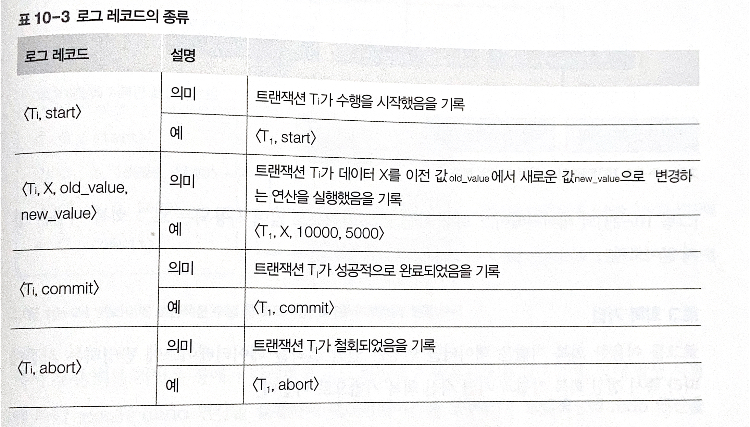 표 10-3 로그 레코드의 종류
로그 레코드 설명
〈Ti, start〉
의미 트랜잭션 Ti가 수행을 시작했음을 기록
예 〈T1, start〉
〈Ti, X, old_value,
new_value〉
의미 트랜잭션 Ti가 데이터 X를 이전 값old_value에서 새로운 값new_value으로 변경하
는 연산을 실행했음을 기록
예 〈T1, X, 10000, 5000〉
〈Ti, commit〉
의미 트랜잭션 Ti가 성공적으로 완료되었음을 기록
예 〈T1, commit〉
〈Ti, abort〉
의미 트랜잭션 Ti가 철회되었음을 기록
예 〈T1, abort〉